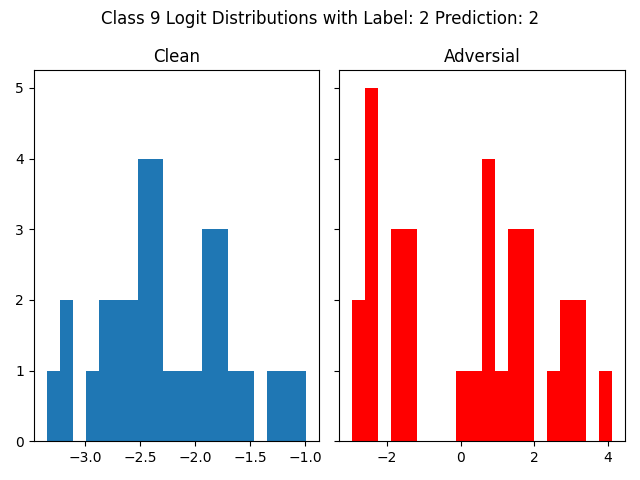 Class 9 Logit Distributions with Label: 2 Prediction: 2
Clean
Adversial
5
4
3
2
1
0
−3.0 −2.5 −2.0 −1.5 −1.0
−2 0 2 4